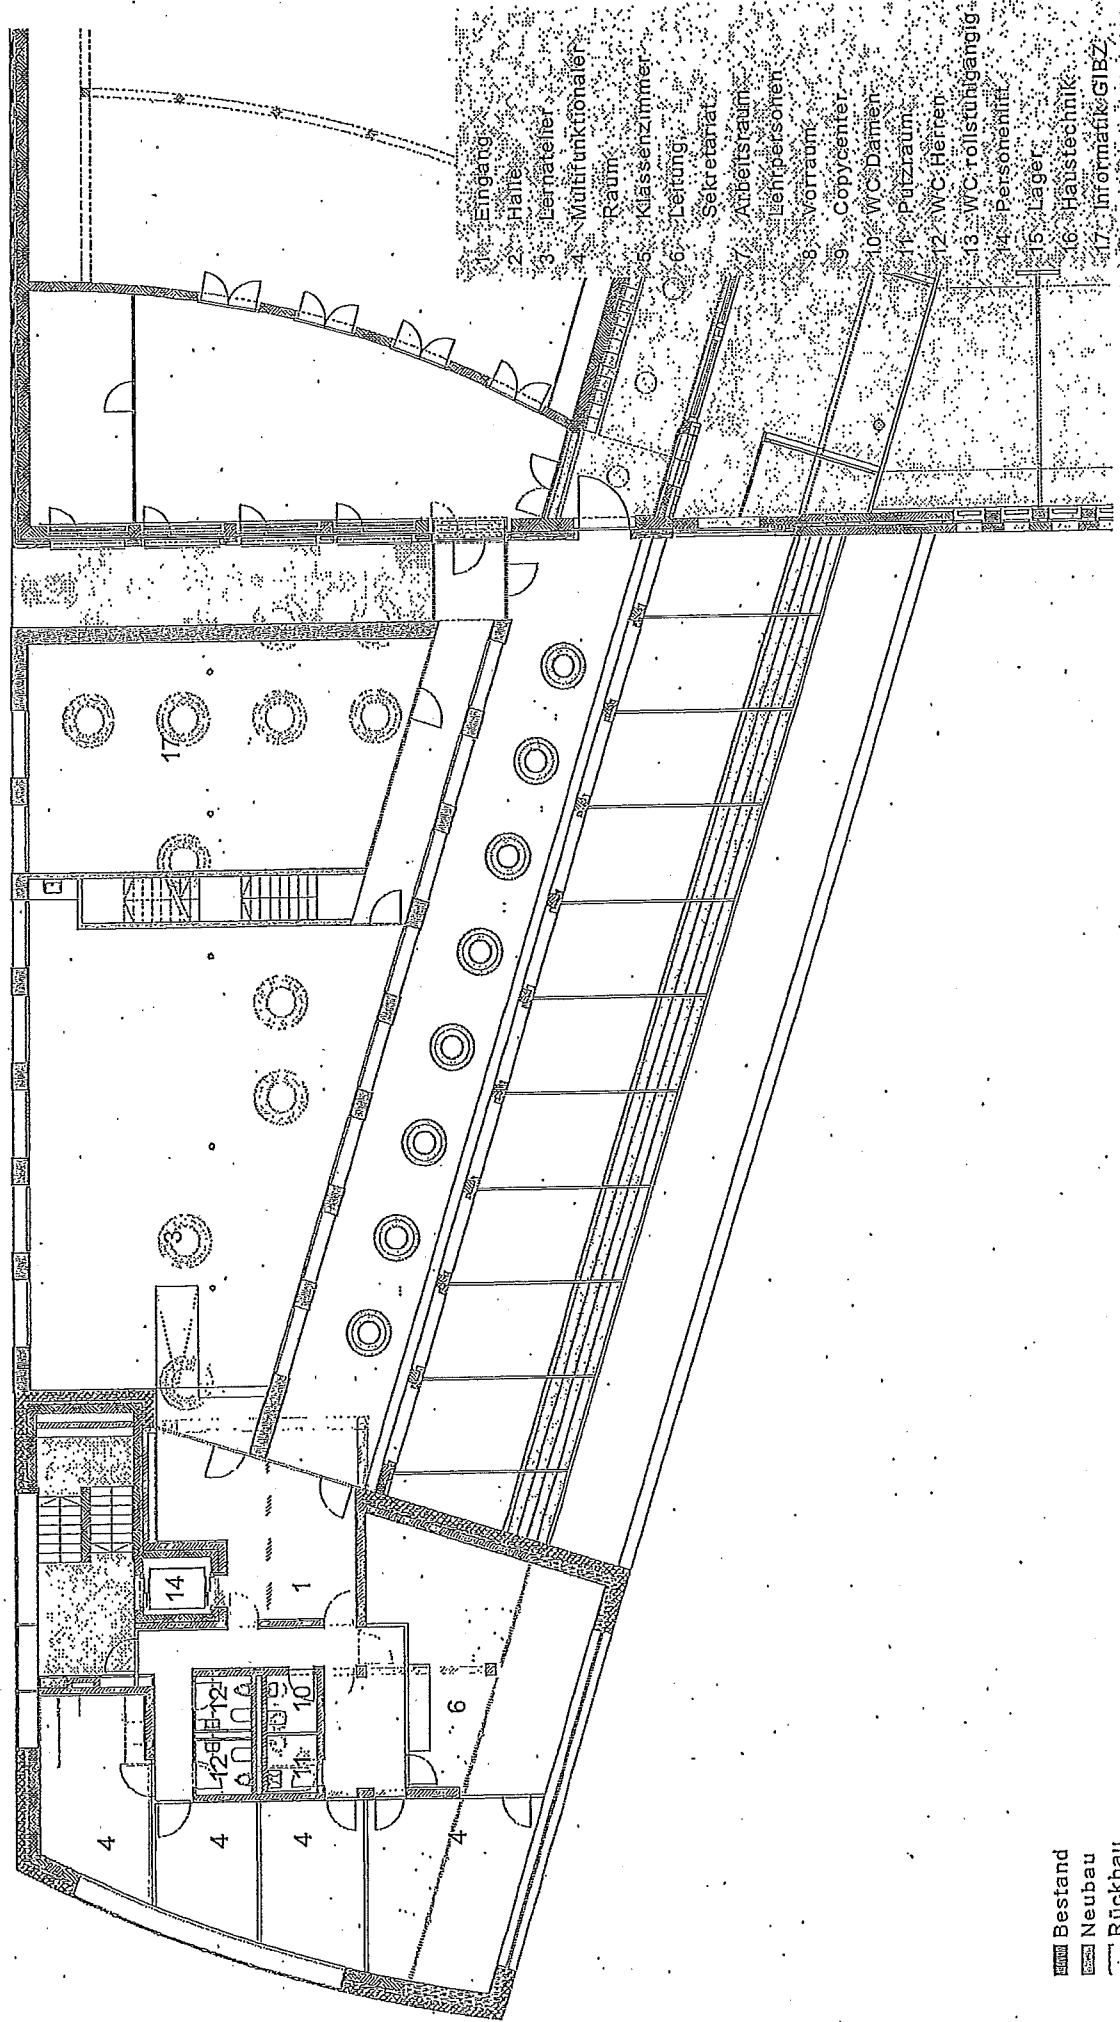 1 Eingang
2 Halle
3 Lernatelier
4 Multifunktionaler
Raum
5 Klassenzimmer
6 Leitung,
Sekretariat
7 Arbeitsraum
Lehrpersonen
8 Vorraum
9 Copycenter
10 WC Damen
11 Putzraum
12 WC Herren
13 WC rollstuhlgängig
14 Personenlift
15 Lager
16 Haustechnik
17 Informatik GIBZ
17
3
14
1
12
12
10
11
6
4
4
4
4
Bestand
Neubau
Rückbau